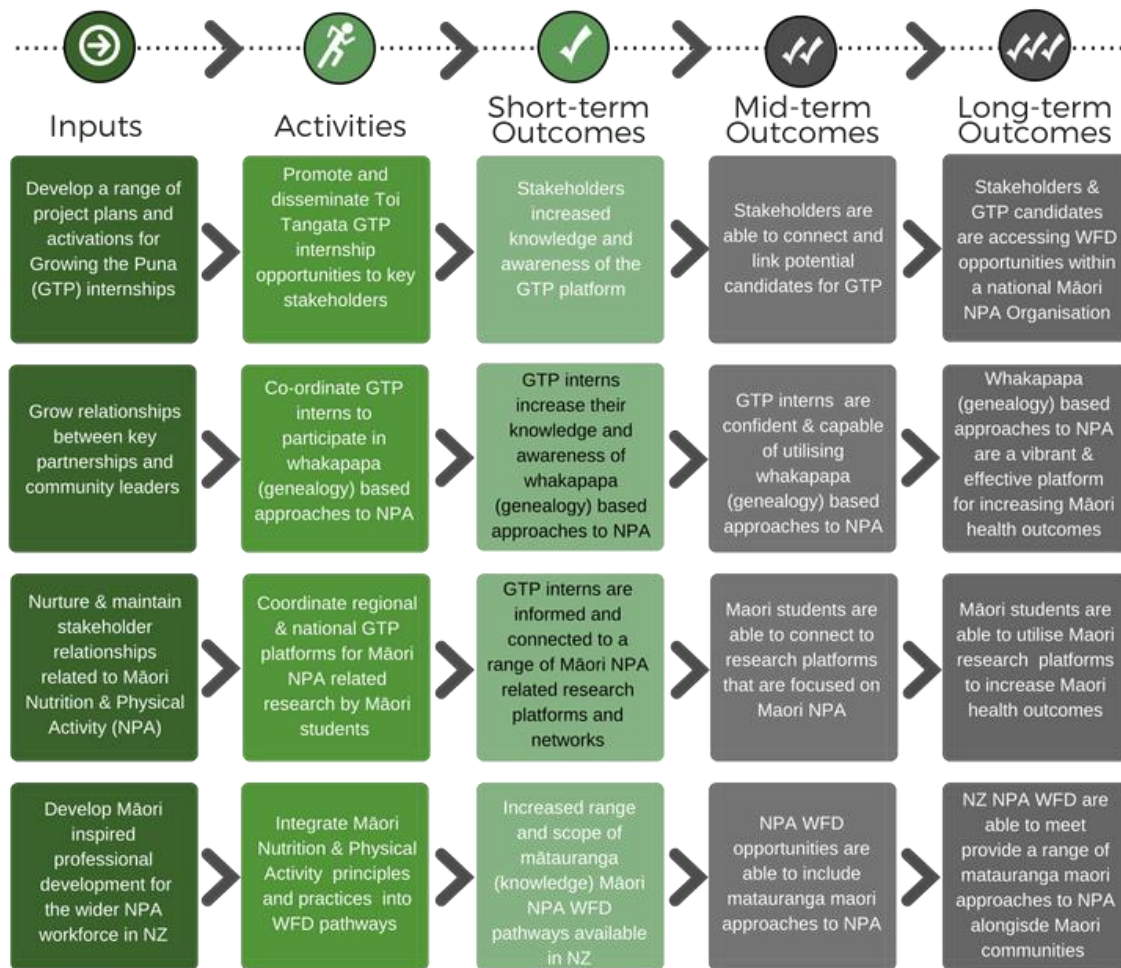 Inputs
Activities
Short-term
Outcomes
Mid-term
Outcomes
Long-term
Outcomes
Develop a range of
project plans and
activations for
Growing the Puna
(GTP) internships
Promote and
disseminate Toi
Tangata GTP
internship
opportunities to key
stakeholders
Stakeholders
increased
knowledge and
awareness of the
GTP platform
Stakeholders are
able to connect and
link potential
candidates for GTP
Stakeholders &
GTP candidates
are accessing WFD
opportunities within
a national Māori
NPA Organisation
Grow relationships
between key
partnerships and
community leaders
Co-ordinate GTP
interns to
participate in
whakapapa
(genealogy) based
approaches to NPA
GTP interns
increase their
knowledge and
awareness of
whakapapa
(genealogy) based
approaches to NPA
GTP interns are
confident & capable
of utilising
whakapapa
(genealogy) based
approaches to NPA
Whakapapa
(genealogy) based
approaches to NPA
are a vibrant &
effective platform
for increasing Māori
health outcomes
Nurture & maintain
stakeholder
relationships
related to Māori
Nutrition & Physical
Activity (NPA)
Coordinate regional
& national GTP
platforms for Māori
NPA related
research by Māori
students
GTP interns are
informed and
connected to a
range of Māori NPA
related research
platforms and
networks
Maori students are
able to connect to
research platforms
that are focused on
Maori NPA
Māori students are
able to utilise Maori
research platforms
to increase Maori
health outcomes
Develop Māori
inspired
professional
development for
the wider NPA
workforce in NZ
Integrate Māori
Nutrition & Physical
Activity principles
and practices into
WFD pathways
Increased range
and scope of
mātauranga
(knowledge) Māori
NPA WFD
pathways available
in NZ
NPA WFD
opportunities are
able to include
matauranga maori
approaches to NPA
NZ NPA WFD are
able to meet
provide a range of
matauranga maori
approaches to NPA
alongisde Maori
communities